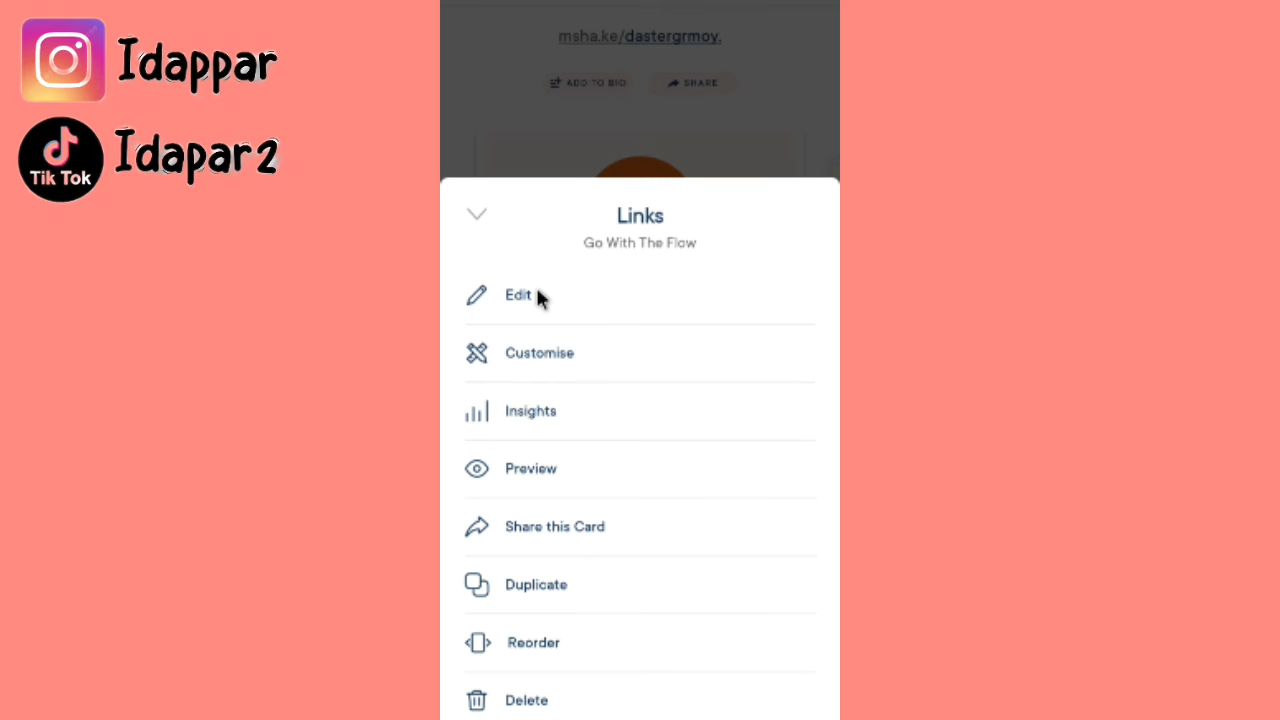 Idappar
Tik Tok
Idapar2
msha.ke/dastergrmoy.
ADD TO BIO
SHARE
Links
Go With The Flow
Edit
Customise
Insights
Preview
Share this Card
Duplicate
Reorder
Delete